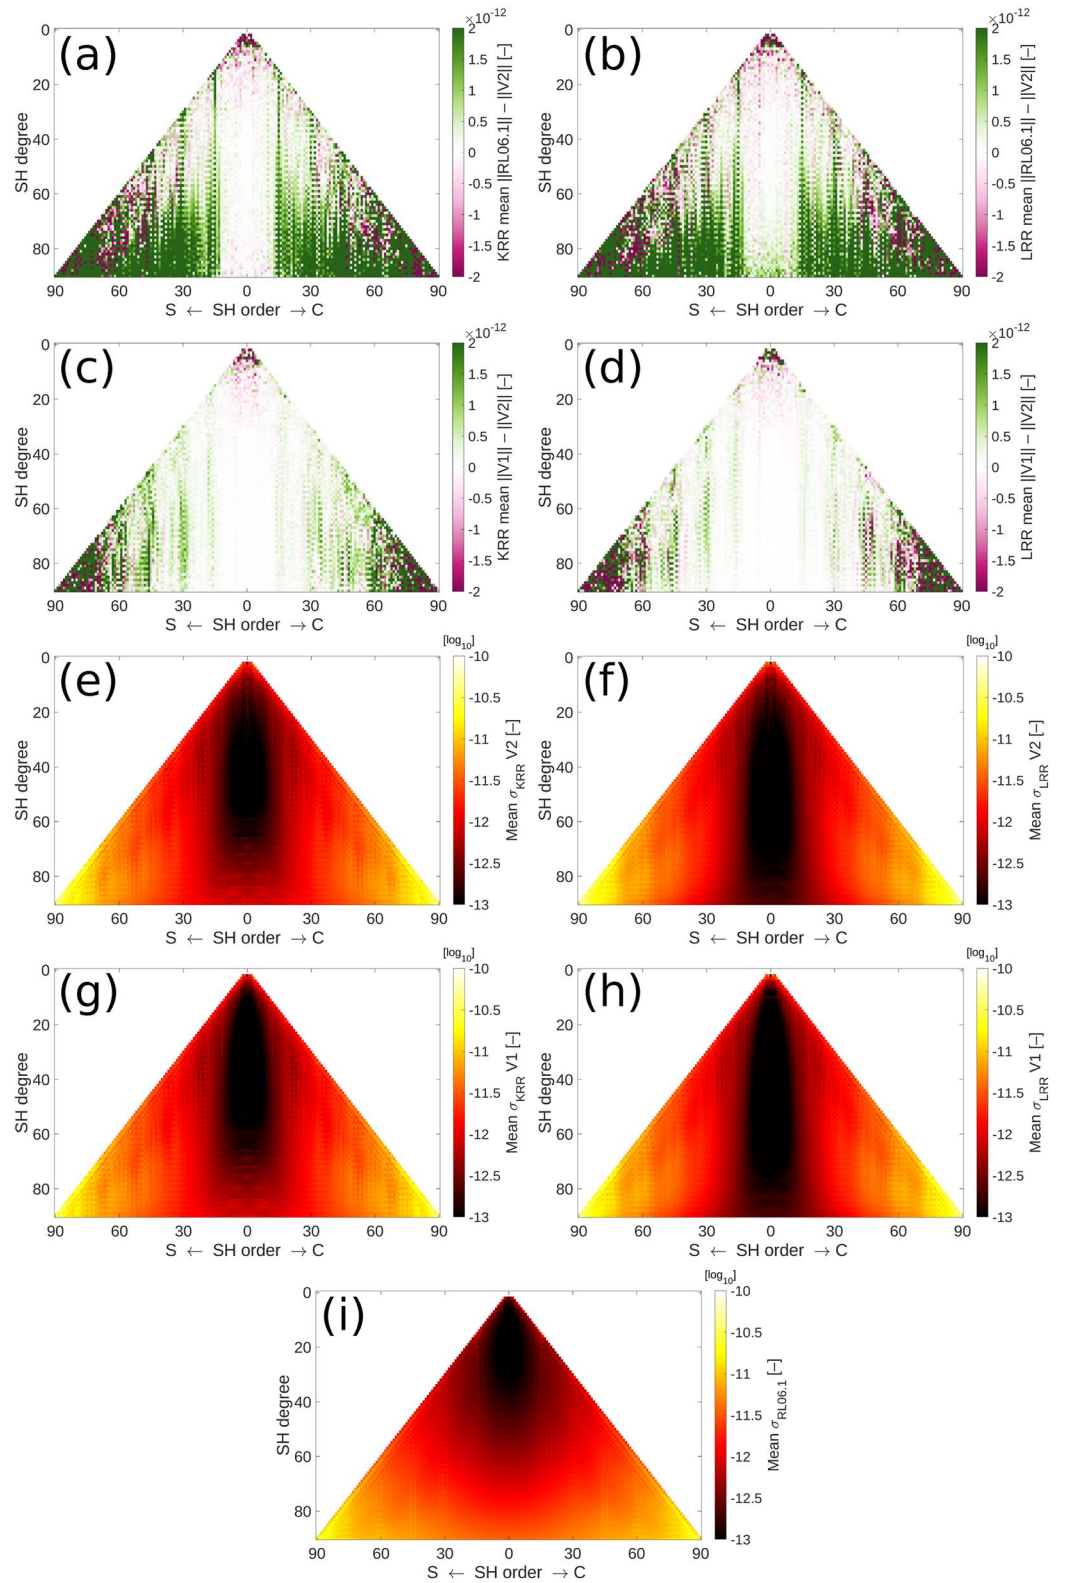 (a)
×10⁻¹²
0
20
40
60
80
SH degree
90 60 30 0 30 60 90
S ← SH order → C
2
1.5
1
0.5
0
-0.5
-1
-1.5
-2
KRR mean ||RL06.1|| – ||V2|| [–]
(b)
×10⁻¹²
0
20
40
60
80
SH degree
90 60 30 0 30 60 90
S ← SH order → C
2
1.5
1
0.5
0
-0.5
-1
-1.5
-2
LRR mean ||RL06.1|| – ||V2|| [–]
(c)
×10⁻¹²
0
20
40
60
80
SH degree
90 60 30 0 30 60 90
S ← SH order → C
2
1.5
1
0.5
0
-0.5
-1
-1.5
-2
KRR mean ||V1|| – ||V2|| [–]
(d)
×10⁻¹²
0
20
40
60
80
SH degree
90 60 30 0 30 60 90
S ← SH order → C
2
1.5
1
0.5
0
-0.5
-1
-1.5
-2
LRR mean ||V1|| – ||V2|| [–]
(e)
[log₁₀]
0
20
40
60
80
SH degree
90 60 30 0 30 60 90
S ← SH order → C
-10
-10.5
-11
-11.5
-12
-12.5
-13
Mean σKRR V2 [–]
(f)
[log₁₀]
0
20
40
60
80
SH degree
90 60 30 0 30 60 90
S ← SH order → C
-10
-10.5
-11
-11.5
-12
-12.5
-13
Mean σLRR V2 [–]
(g)
[log₁₀]
0
20
40
60
80
SH degree
90 60 30 0 30 60 90
S ← SH order → C
-10
-10.5
-11
-11.5
-12
-12.5
-13
Mean σKRR V1 [–]
(h)
[log₁₀]
0
20
40
60
80
SH degree
90 60 30 0 30 60 90
S ← SH order → C
-10
-10.5
-11
-11.5
-12
-12.5
-13
Mean σLRR V1 [–]
(i)
[log₁₀]
0
20
40
60
80
SH degree
90 60 30 0 30 60 90
S ← SH order → C
-10
-10.5
-11
-11.5
-12
-12.5
-13
Mean σRL06.1 [–]